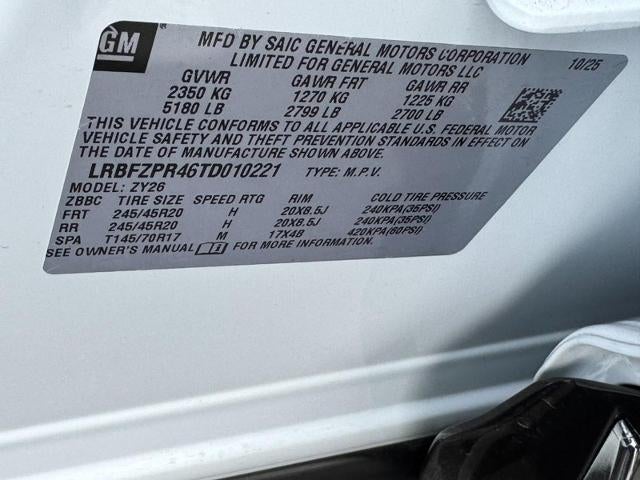 GM
MFD BY SAIC GENERAL MOTORS CORPORATION
LIMITED FOR GENERAL MOTORS LLC
10/25
GVWR GAWR FRT GAWR RR
2350 KG 1270 KG 1225 KG
5180 LB 2799 LB 2700 LB
THIS VEHICLE CONFORMS TO ALL APPLICABLE U.S. FEDERAL MOTOR
VEHICLE SAFETY AND THEFT PREVENTION STANDARDS IN EFFECT ON
THE DATE OF MANUFACTURE SHOWN ABOVE.
LRBFZPR46TD010221 TYPE: M.P.V.
MODEL: ZY26
ZBBC TIRE SIZE SPEED RTG RIM COLD TIRE PRESSURE
FRT 245/45R20 H 20X8.5J 240KPA(35PSI)
RR 245/45R20 H 20X8.5J 240KPA(35PSI)
SPA T145/70R17 M 17X4B 420KPA(60PSI)
SEE OWNER'S MANUAL FOR MORE INFORMATION.